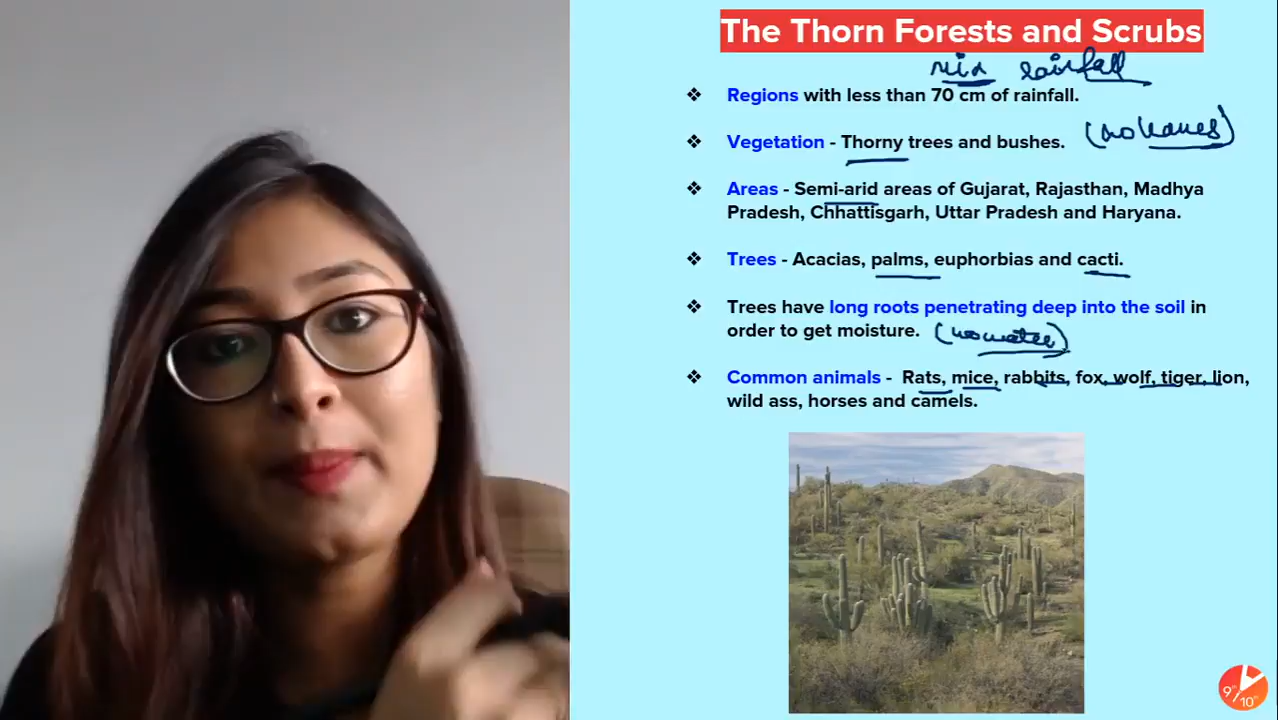 The Thorn Forests and Scrubs
min rainfall
❖ Regions with less than 70 cm of rainfall.
❖ Vegetation - Thorny trees and bushes. (no leaves)
❖ Areas - Semi-arid areas of Gujarat, Rajasthan, Madhya
Pradesh, Chhattisgarh, Uttar Pradesh and Haryana.
❖ Trees - Acacias, palms, euphorbias and cacti.
❖ Trees have long roots penetrating deep into the soil in
order to get moisture. (no water)
❖ Common animals - Rats, mice, rabbits, fox, wolf, tiger, lion,
wild ass, horses and camels.
9th/10th